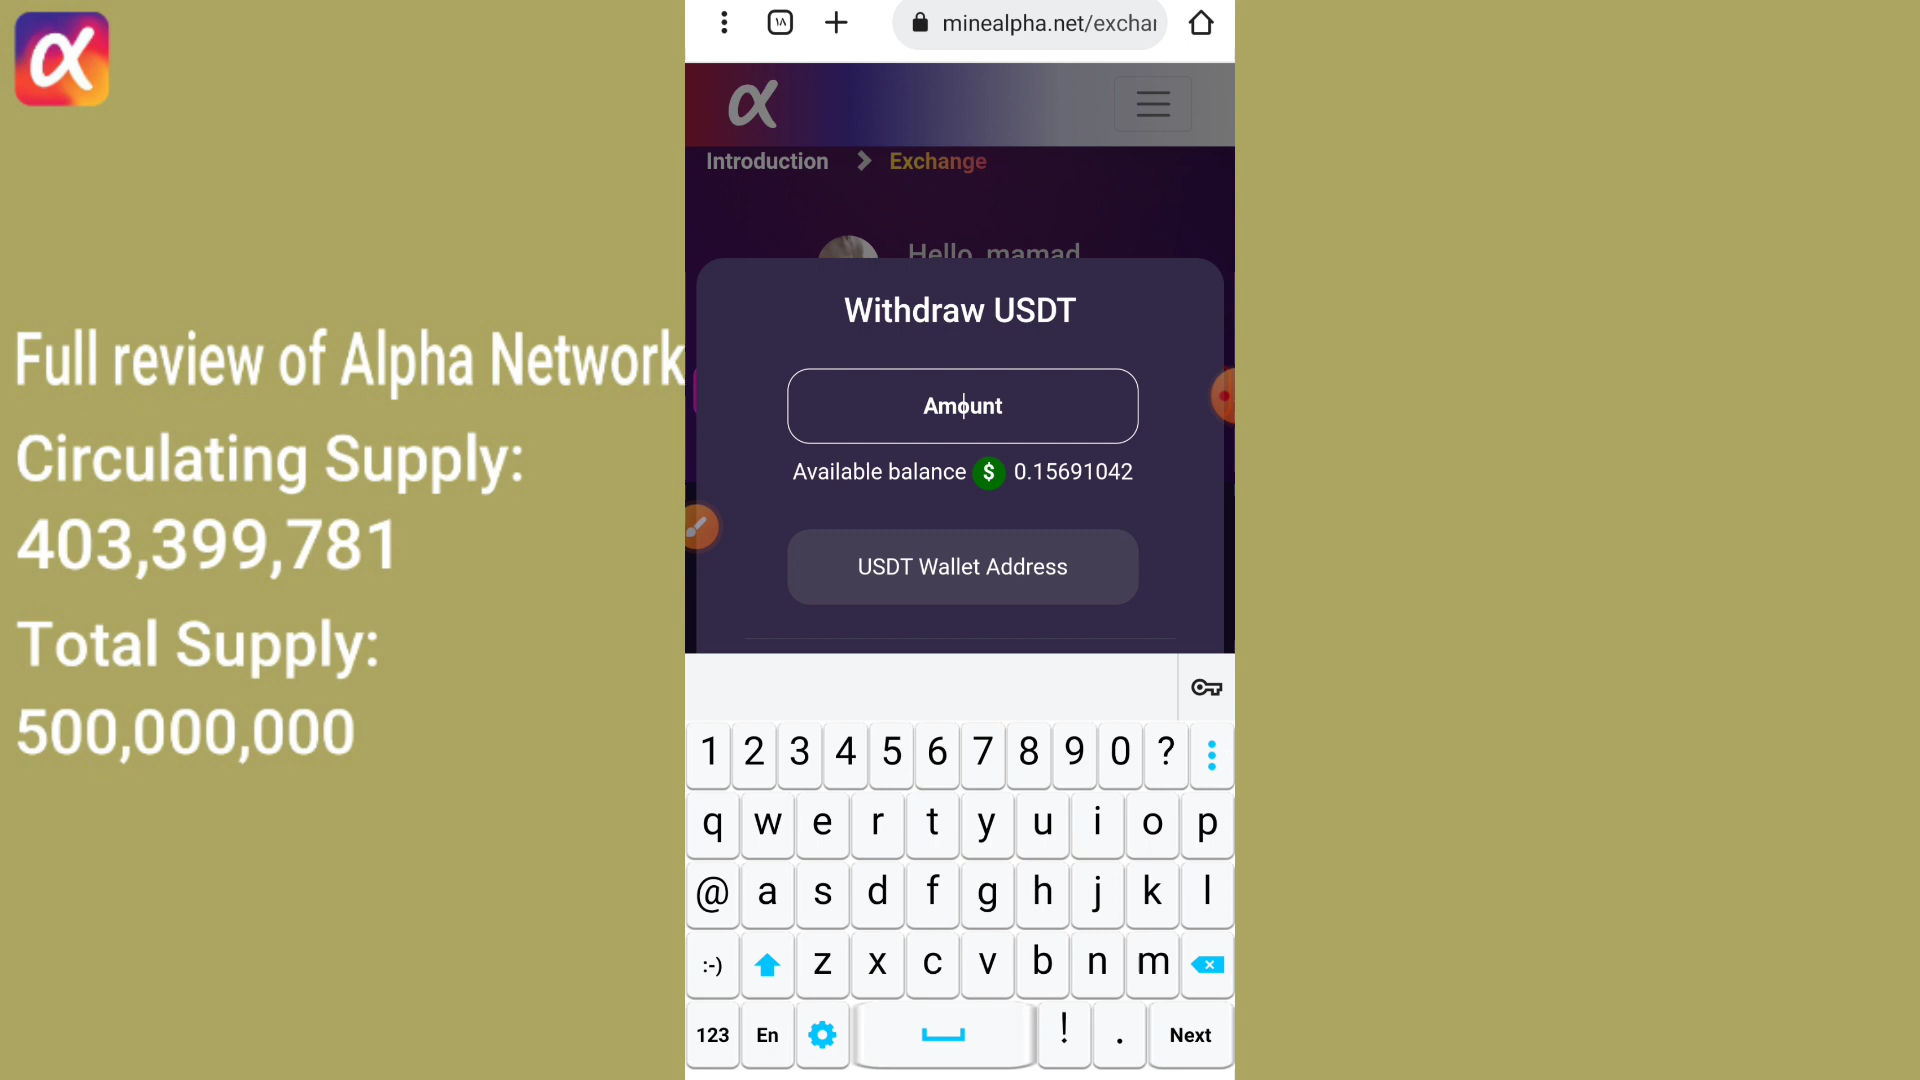 α
Full review of Alpha Network
Circulating Supply:
403,399,781
Total Supply:
500,000,000
۱۸
minealpha.net/exchar
α
Introduction
Exchange
Hello, mamad
Withdraw USDT
Amount
Available balance $ 0.15691042
USDT Wallet Address
1 2 3 4 5 6 7 8 9 0 ?
q w e r t y u i o p
@ a s d f g h j k l
:-) z x c v b n m
123 En ! . Next